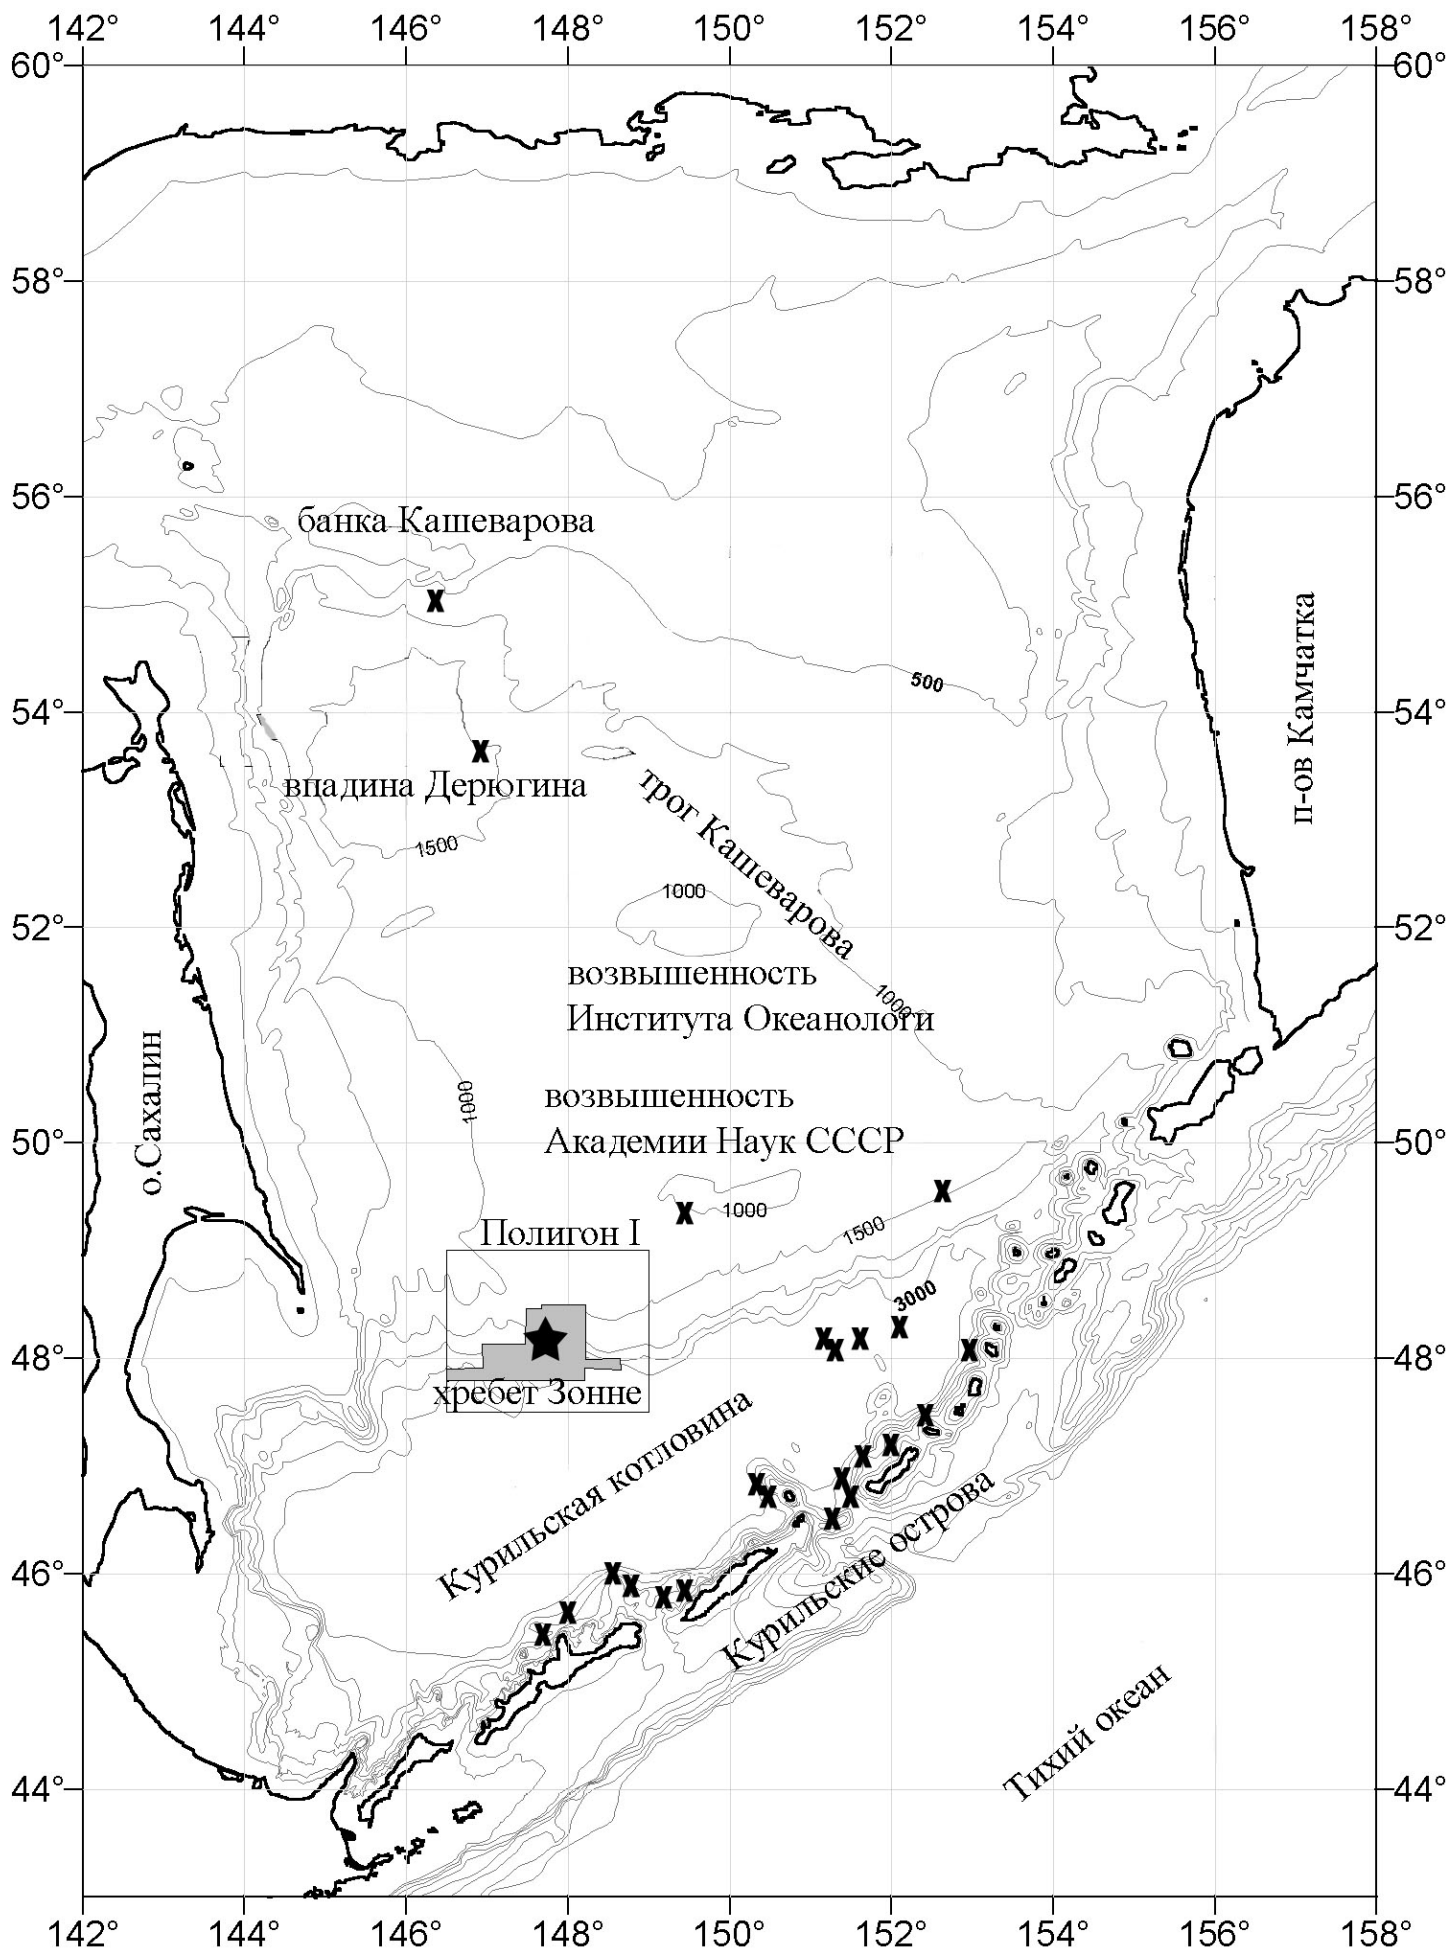 142° 144° 146° 148° 150° 152° 154° 156° 158°
60° 60°
58° 58°
56° 56°
банка Кашеварова
54° 54°
500
п-ов Камчатка
впадина Дерюгина
трог Кашеварова
1500
1000
52° 52°
возвышенность
Института Океанологи
1000
о.Сахалин
1000
возвышенность
Академии Наук СССР
50° 50°
1000
1500
Полигон I
3000
48° 48°
хребет Зонне
Курильская котловина
Курильские острова
46° 46°
Тихий океан
44° 44°
142° 144° 146° 148° 150° 152° 154° 156° 158°